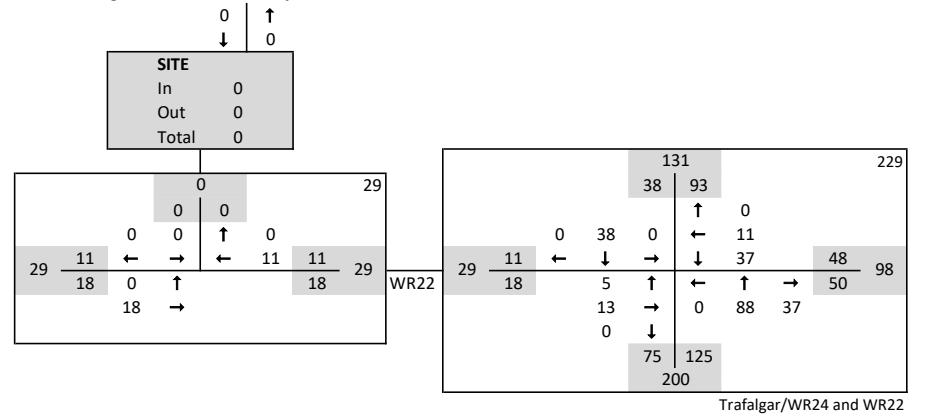 0 ↑
↓ 0
SITE
In 0
Out 0
Total 0
0 29
0 0
0 0 ↑ 0
29 11 ← → ← 11 11 29
18 0 ↑ 18
18 →
WR22
131 229
38 93
↑ 0
0 38 0 ← 11
29 11 ← ↓ → ↓ 37 48 98
18 5 ↑ ← ↑ → 50
13 → 0 88 37
0 ↓
75 125
200
Trafalgar/WR24 and WR22